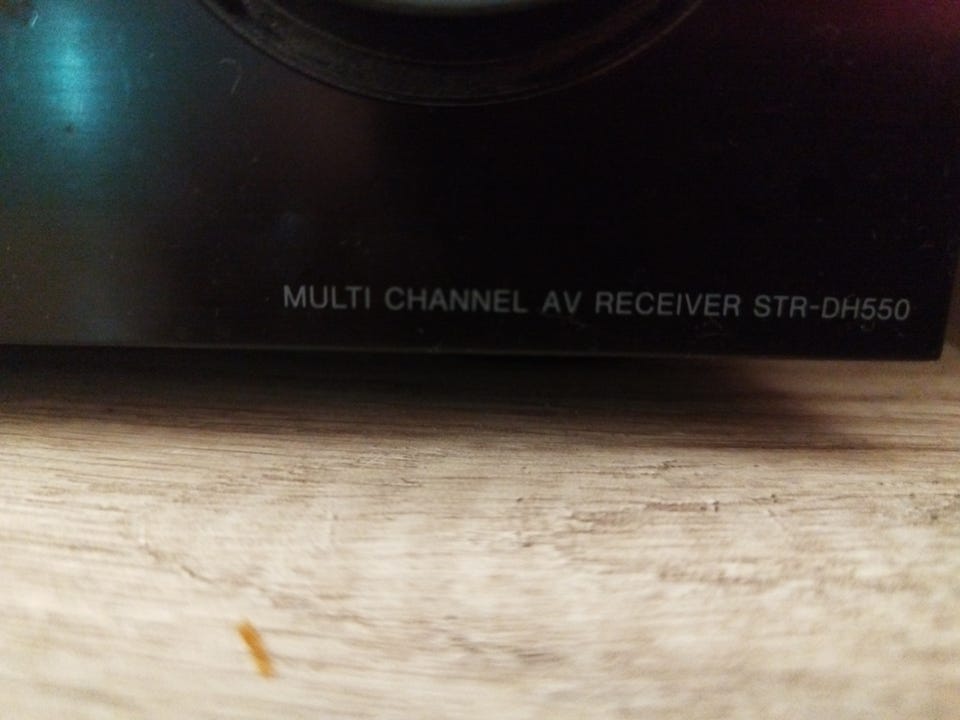 MULTI CHANNEL AV RECEIVER STR-DH550